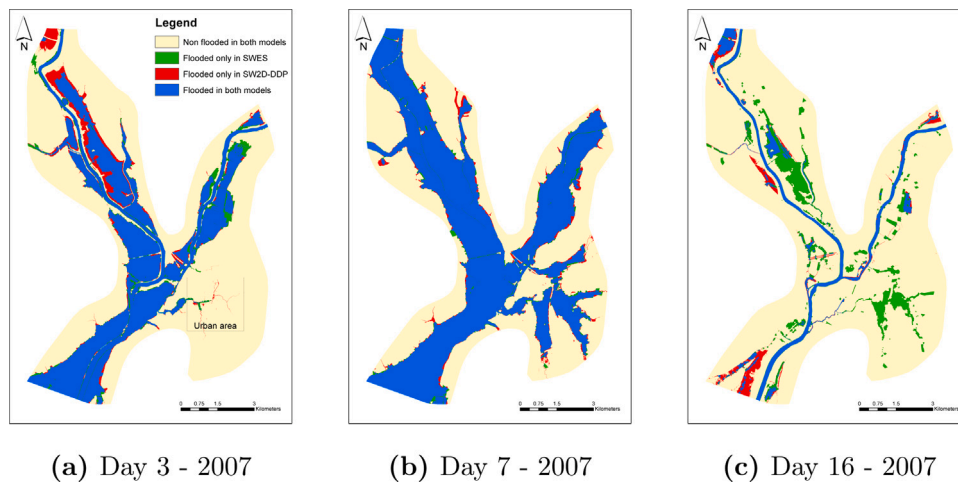 Legend
Non flooded in both models
Flooded only in SWES
Flooded only in SW2D-DDP
Flooded in both models
N
Urban area
0 0.75 1.5 3
Kilometers
N
0 0.75 1.5 3
Kilometers
N
0 0.75 1.5 3
Kilometers
(a) Day 3 - 2007
(b) Day 7 - 2007
(c) Day 16 - 2007